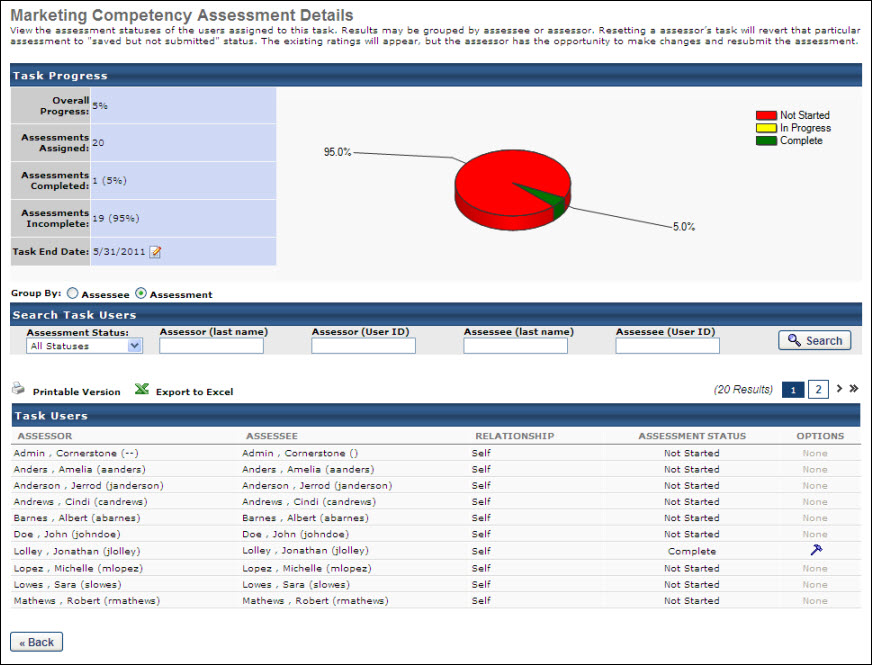 Marketing Competency Assessment Details
View the assessment statuses of the users assigned to this task. Results may be grouped by assessee or assessor. Resetting a assessor's task will revert that particular
assessment to "saved but not submitted" status. The existing ratings will appear, but the assessor has the opportunity to make changes and resubmit the assessment.
Task Progress
Overall Progress: 5%
Assessments Assigned: 20
Assessments Completed: 1 (5%)
Assessments Incomplete: 19 (95%)
Task End Date: 5/31/2011
95.0%
5.0%
Not Started
In Progress
Complete
Group By: Assessee Assessment
Search Task Users
Assessment Status: Assessor (last name) Assessor (User ID) Assessee (last name) Assessee (User ID)
All Statuses Search
Printable Version Export to Excel (20 Results) 1 2 > »
Task Users
ASSESSOR ASSESSEE RELATIONSHIP ASSESSMENT STATUS OPTIONS
Admin , Cornerstone (--) Admin , Cornerstone () Self Not Started None
Anders , Amelia (aanders) Anders , Amelia (aanders) Self Not Started None
Anderson , Jerrod (janderson) Anderson , Jerrod (janderson) Self Not Started None
Andrews , Cindi (candrews) Andrews , Cindi (candrews) Self Not Started None
Barnes , Albert (abarnes) Barnes , Albert (abarnes) Self Not Started None
Doe , John (johndoe) Doe , John (johndoe) Self Not Started None
Lolley , Jonathan (jlolley) Lolley , Jonathan (jlolley) Self Complete
Lopez , Michelle (mlopez) Lopez , Michelle (mlopez) Self Not Started None
Lowes , Sara (slowes) Lowes , Sara (slowes) Self Not Started None
Mathews , Robert (rmathews) Mathews , Robert (rmathews) Self Not Started None
« Back